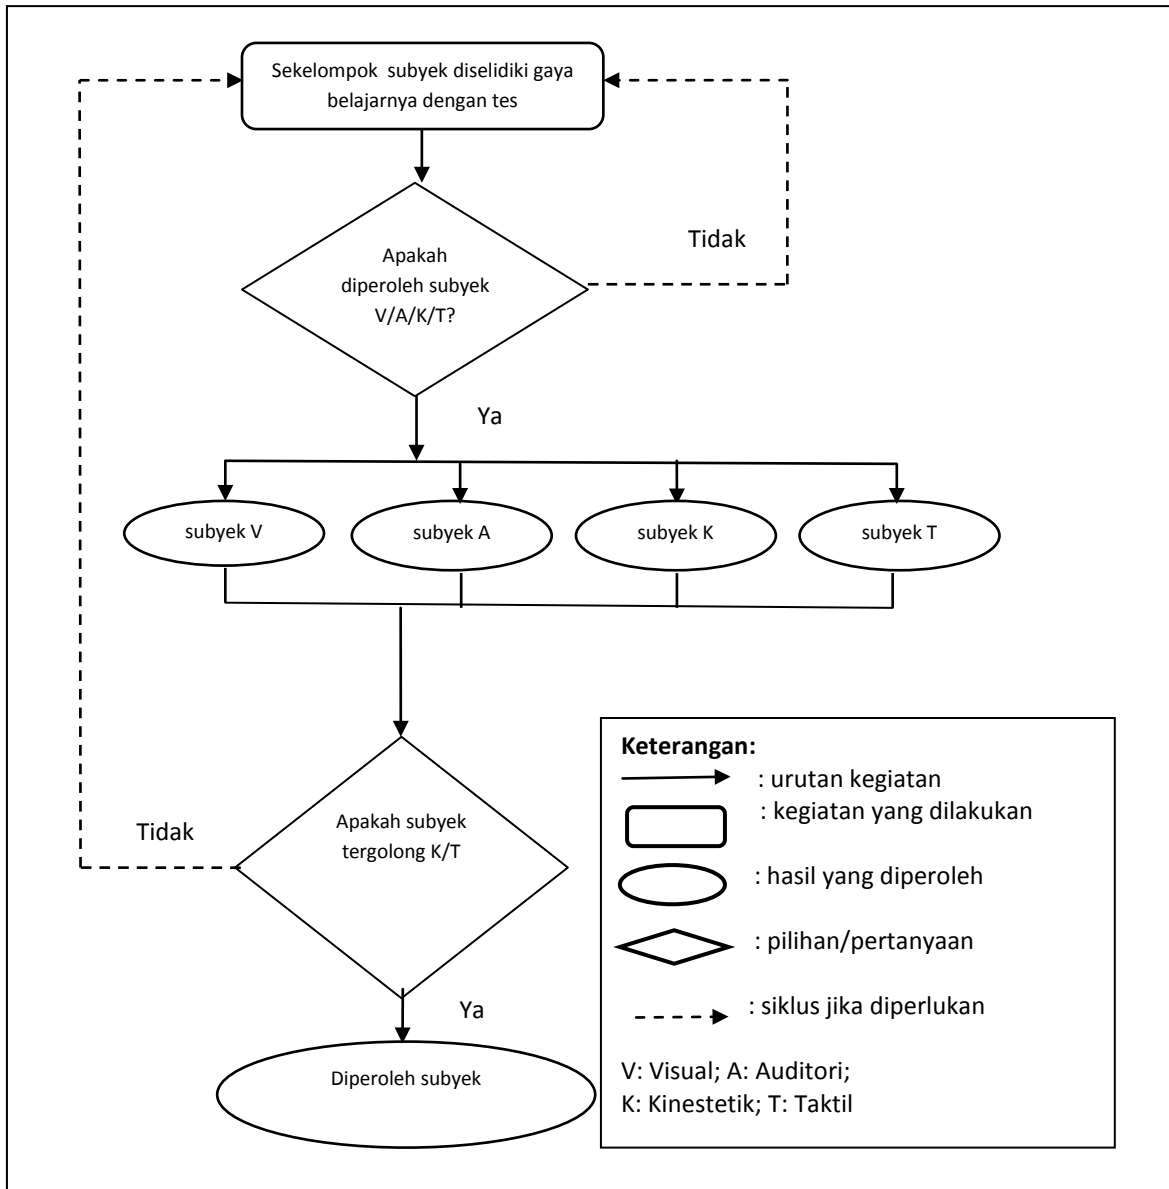 Sekelompok subyek diselidiki gaya
belajarnya dengan tes
Tidak
Apakah
diperoleh subyek
V/A/K/T?
Ya
subyek V
subyek A
subyek K
subyek T
Tidak
Apakah subyek
tergolong K/T
Ya
Diperoleh subyek
Keterangan:
: urutan kegiatan
: kegiatan yang dilakukan
: hasil yang diperoleh
: pilihan/pertanyaan
: siklus jika diperlukan
V: Visual; A: Auditori;
K: Kinestetik; T: Taktil